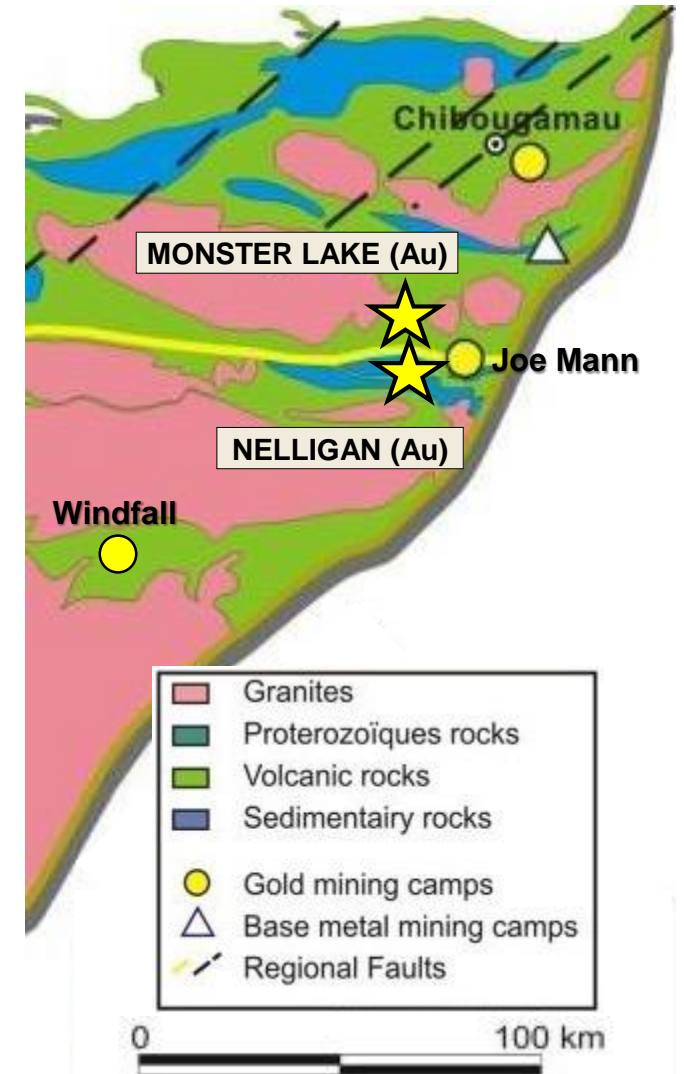 Chibougamau
MONSTER LAKE (Au)
Joe Mann
NELLIGAN (Au)
Windfall
Granites
Proterozoïques rocks
Volcanic rocks
Sedimentairy rocks
Gold mining camps
Base metal mining camps
Regional Faults
0 100 km